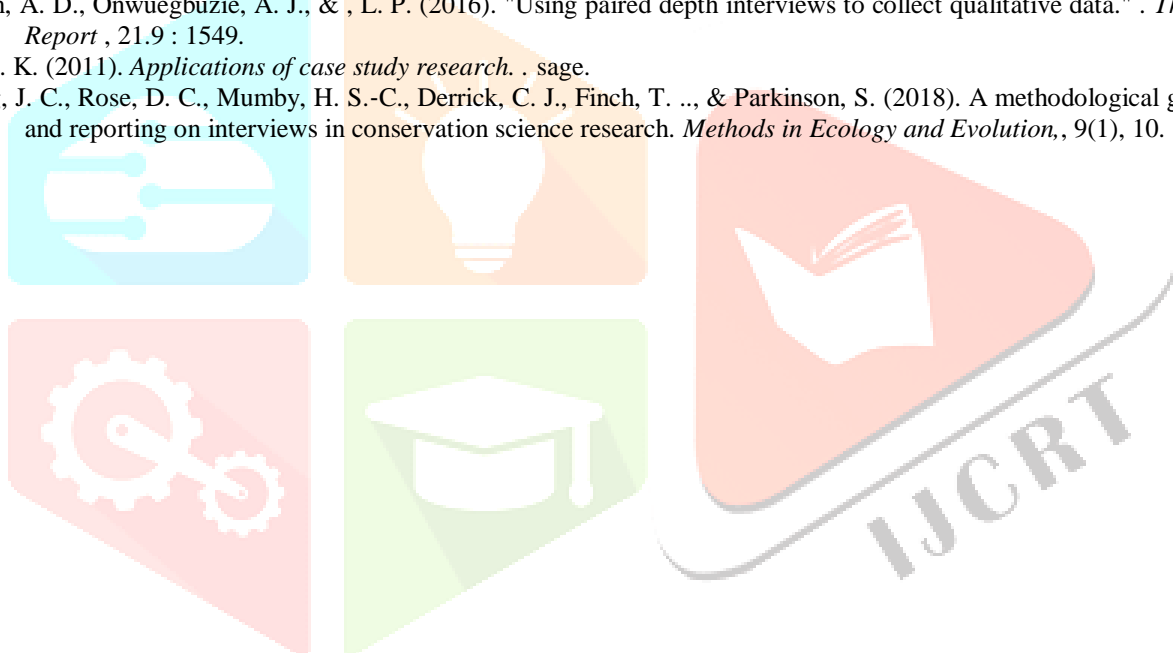 , A. D., Onwuegbuzie, A. J., & , L. P. (2016). "Using paired depth interviews to collect qualitative data." .
Report , 21.9 : 1549.
. K. (2011). Applications of case study research. . sage.
, J. C., Rose, D. C., Mumby, H. S.-C., Derrick, C. J., Finch, T. .., & Parkinson, S. (2018). A methodological
and reporting on interviews in conservation science research. Methods in Ecology and Evolution,, 9(1), 10.
IJCRT